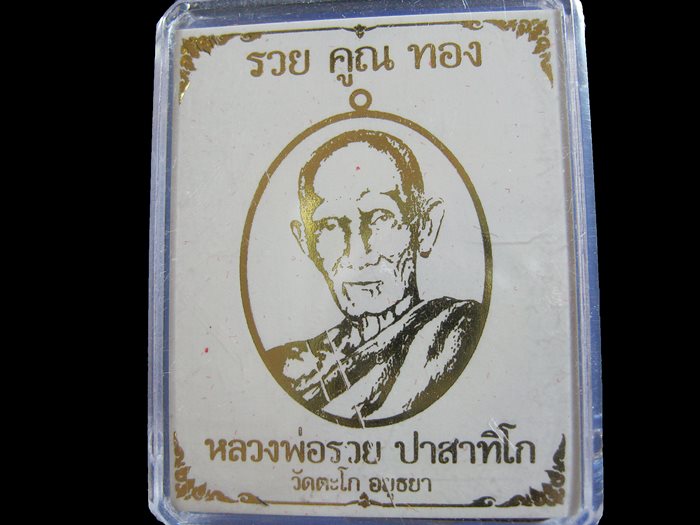 รวย คูณ ทอง
หลวงพ่อรวย ปาสาทิโก
วัดตะโก อยุธยา